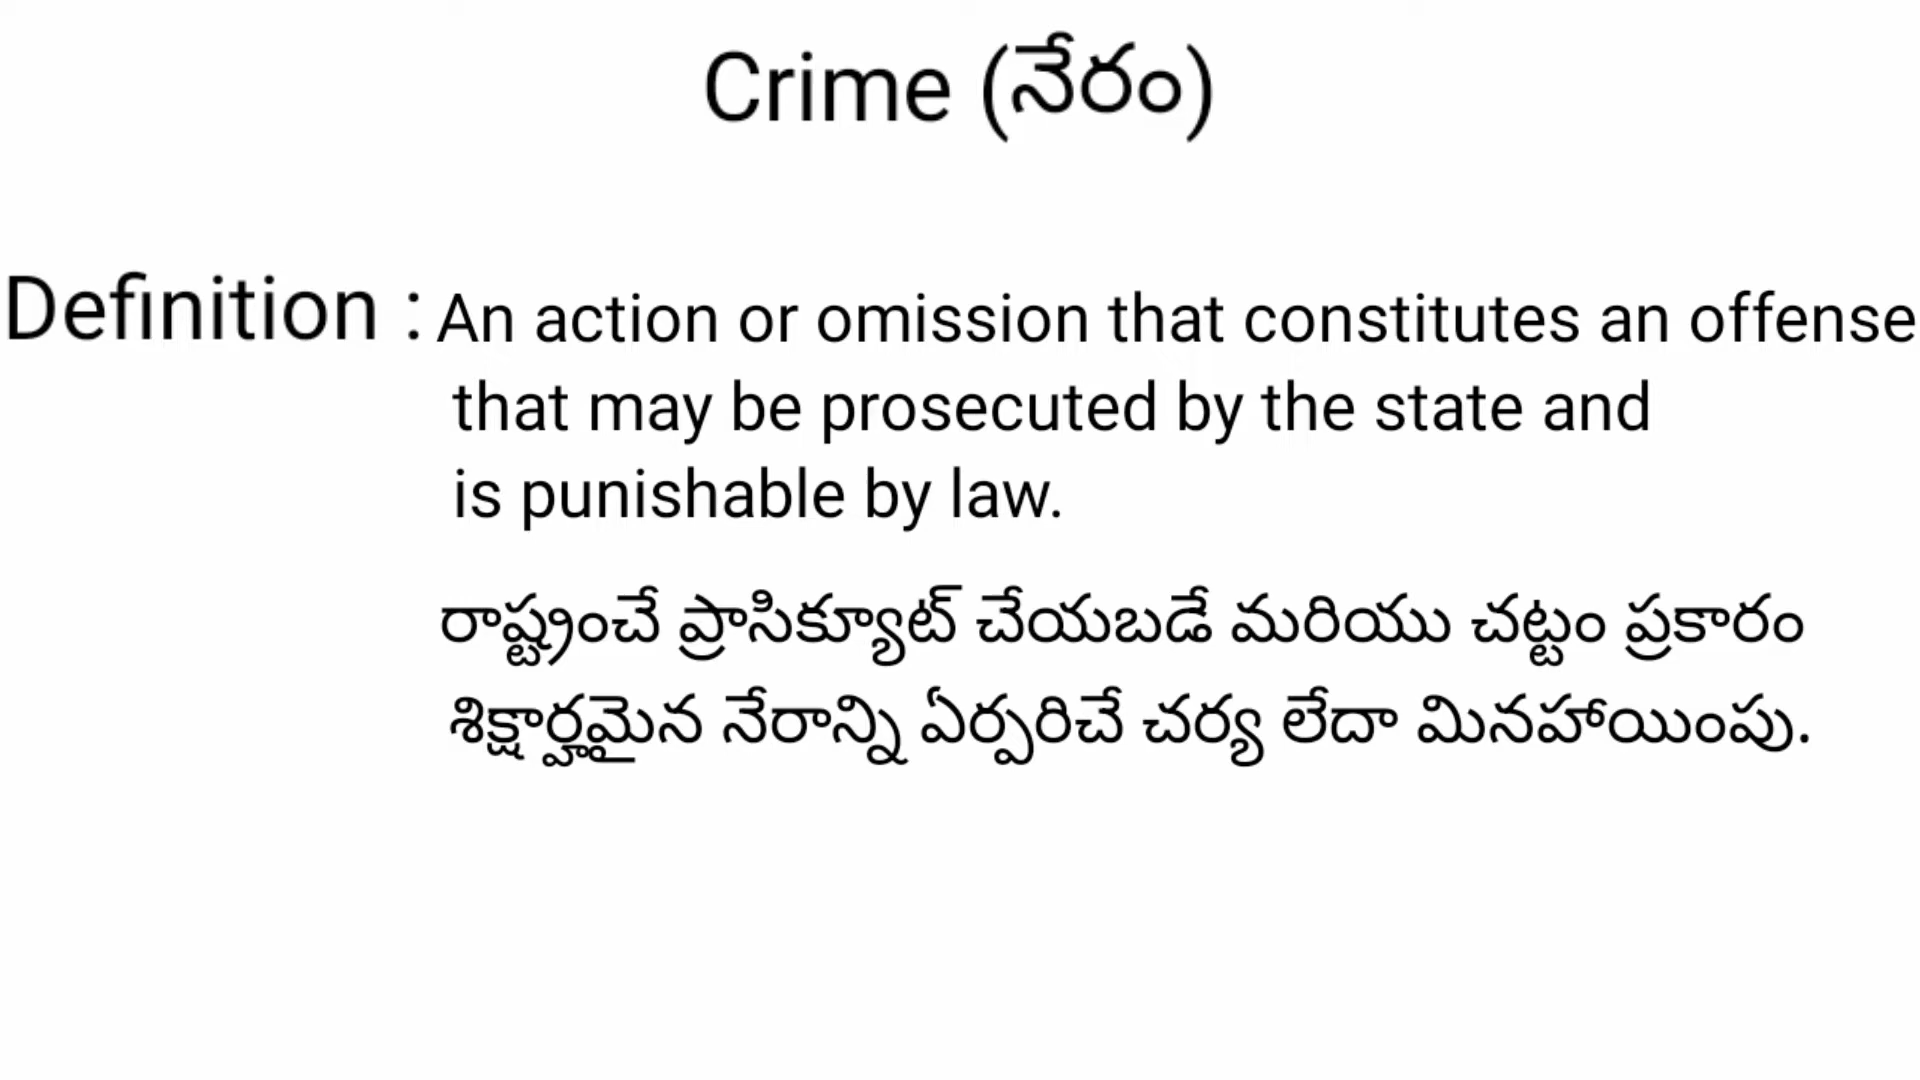 Crime (నేరం)
Definition : An action or omission that constitutes an offense
that may be prosecuted by the state and
is punishable by law.
రాష్ట్రంచే ప్రాసిక్యూట్ చేయబడే మరియు చట్టం ప్రకారం
శిక్షార్హమైన నేరాన్ని ఏర్పరిచే చర్య లేదా మినహాయింపు.